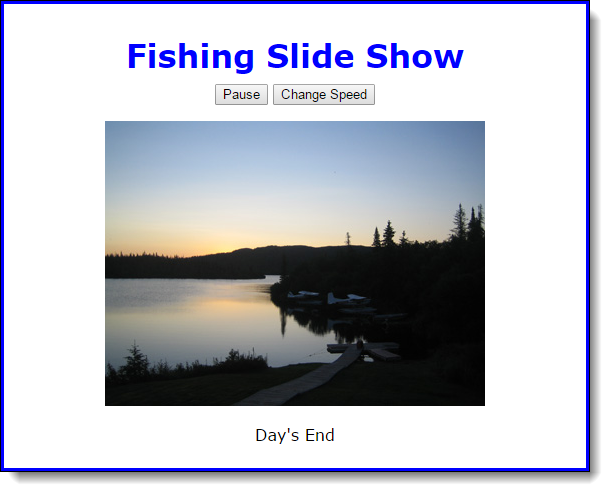 Fishing Slide Show
Pause Change Speed
Day's End